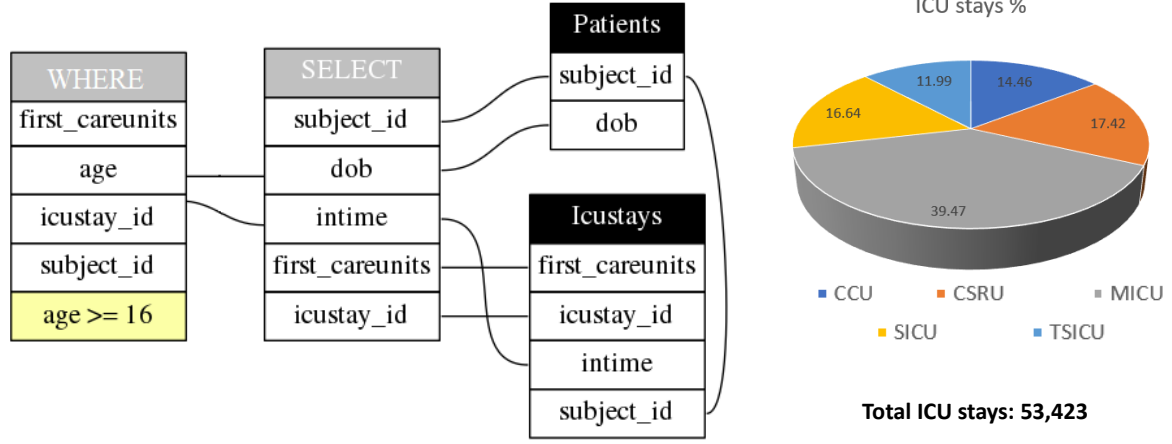 WHERE
first_careunits
age
icustay_id
subject_id
age >= 16
SELECT
subject_id
dob
intime
first_careunits
icustay_id
Patients
subject_id
dob
Icustays
first_careunits
icustay_id
intime
subject_id
ICU stays %
11.99
14.46
16.64
17.42
39.47
CCU
CSRU
MICU
SICU
TSICU
Total ICU stays: 53,423